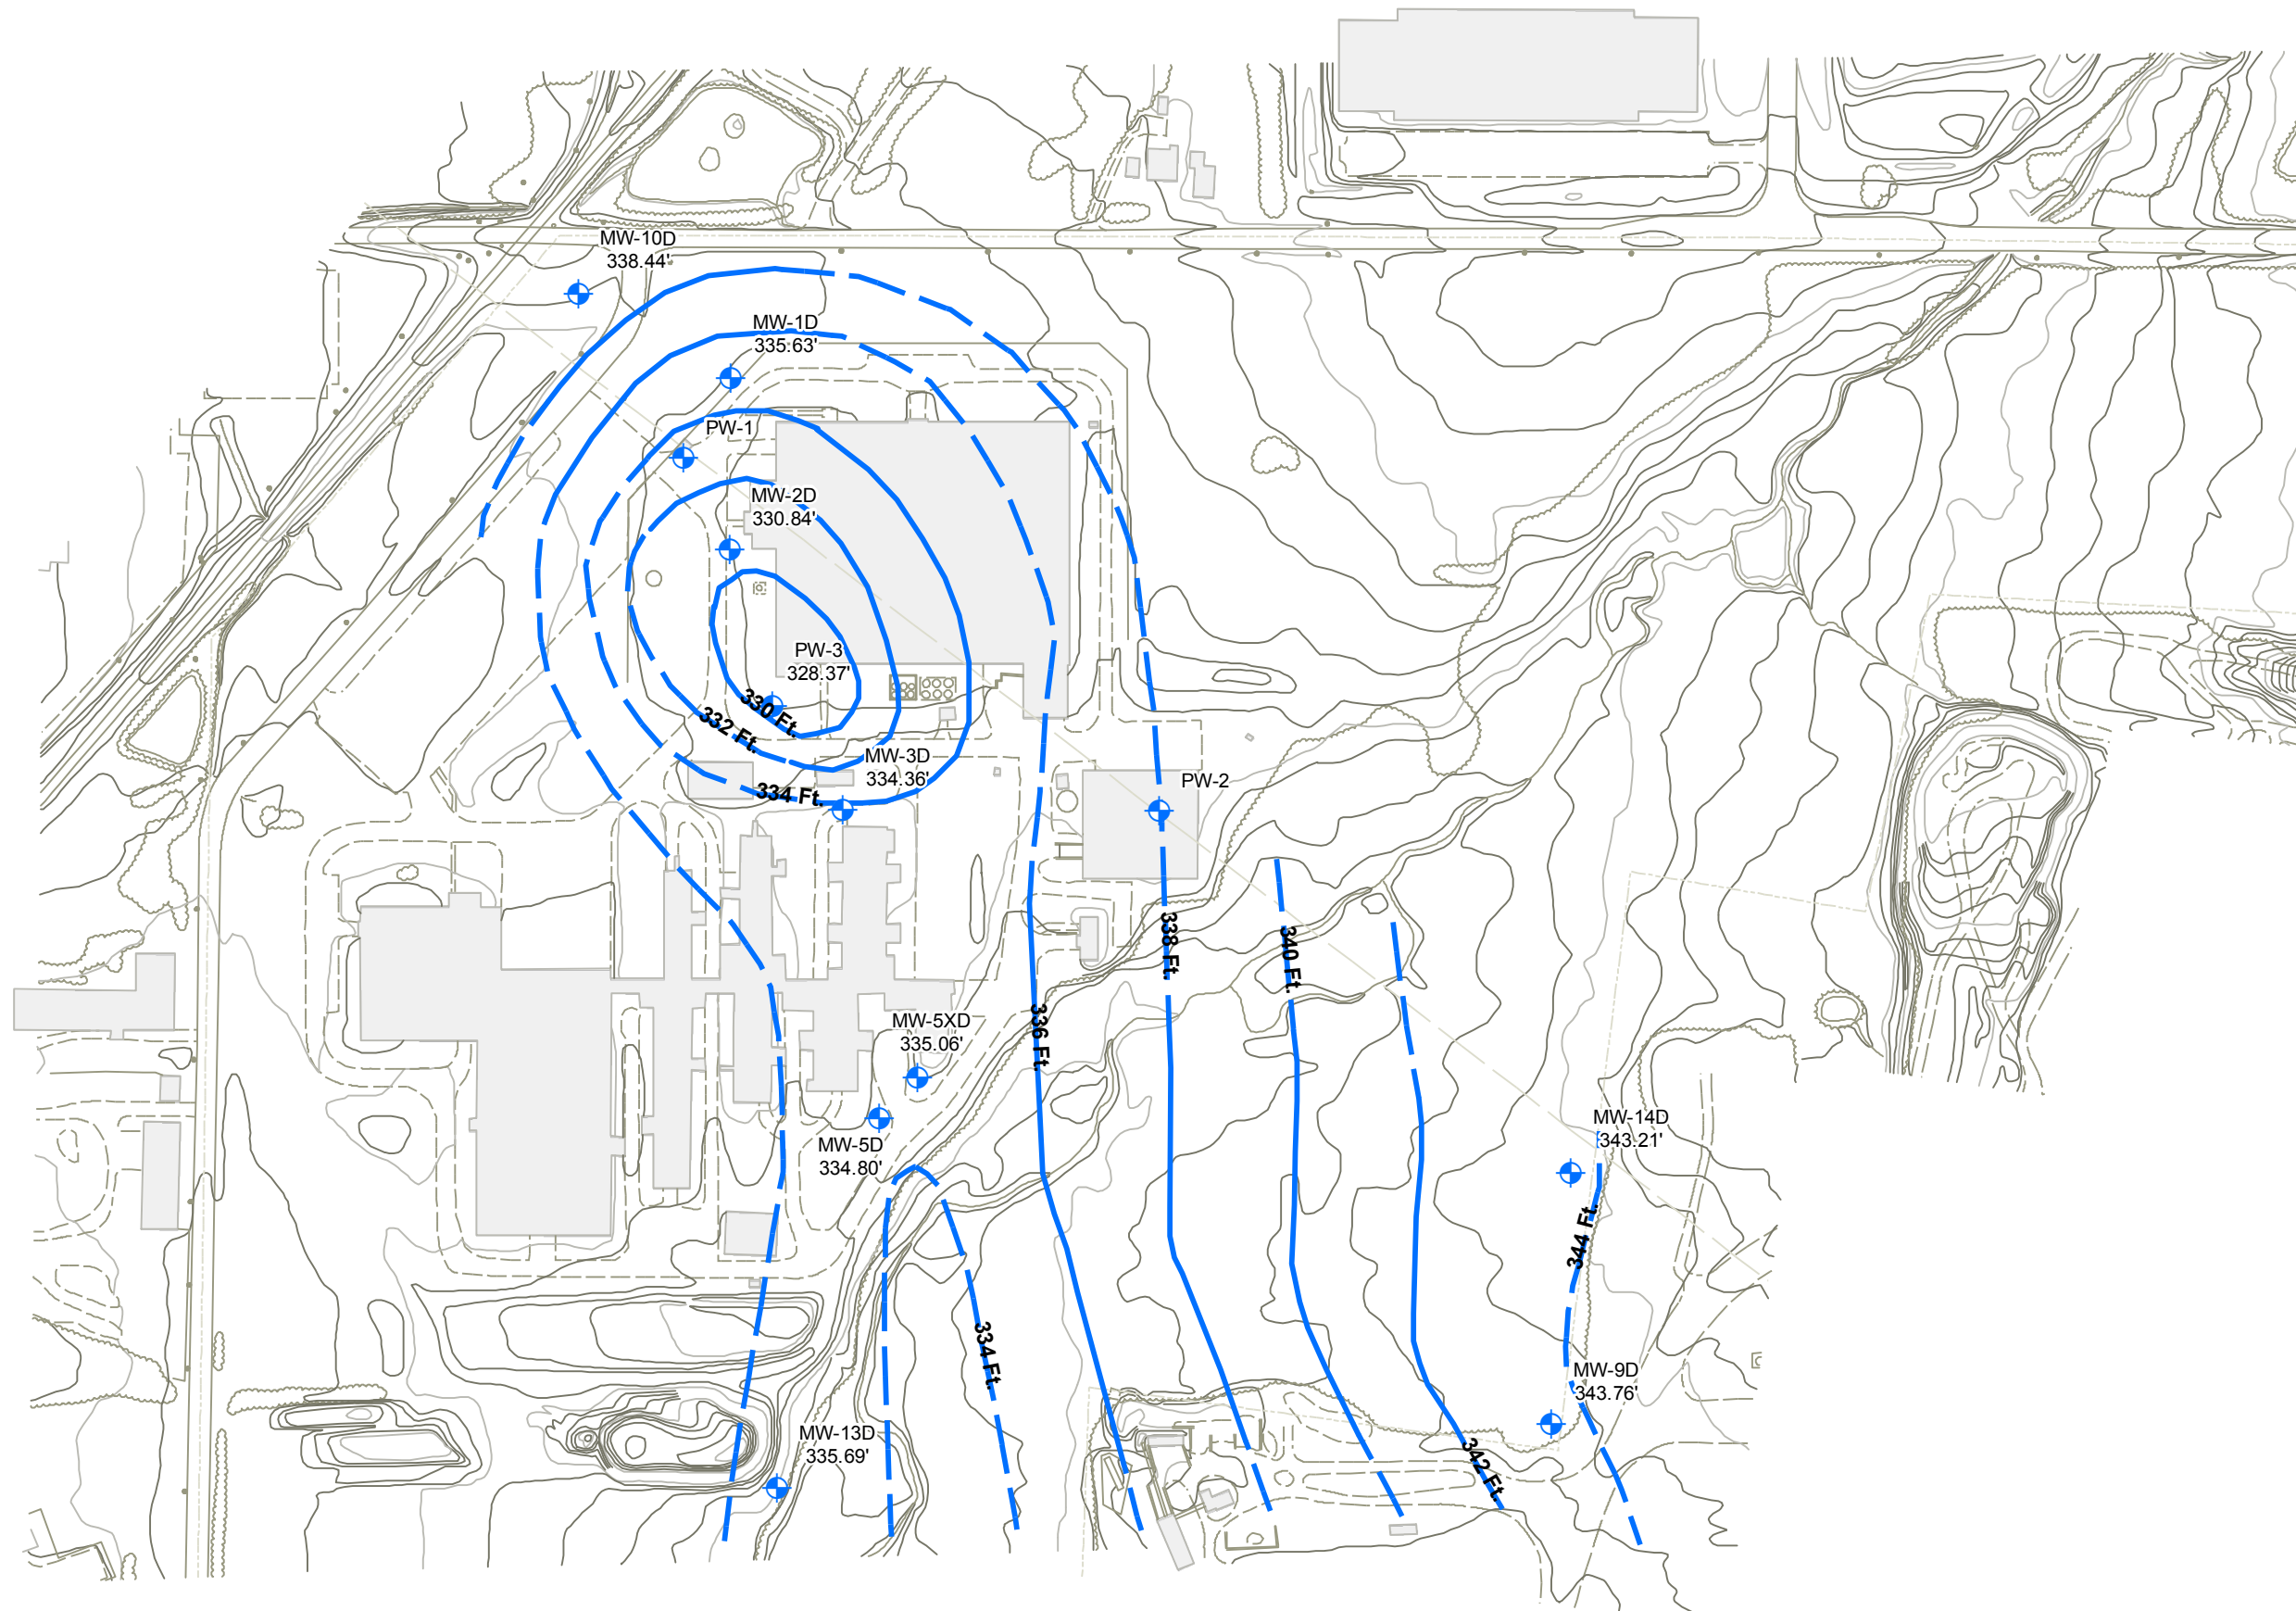 MW-10D
338.44'
MW-1D
335.63'
PW-1
MW-2D
330.84'
PW-3
328.37'
330 Ft.
332 Ft.
MW-3D
334.36'
334 Ft.
PW-2
338 Ft.
340 Ft.
336 Ft.
MW-5XD
335.06'
MW-5D
334.80'
MW-14D
343.21'
344 Ft.
334 Ft.
MW-9D
343.76'
MW-13D
335.69'
342 Ft.